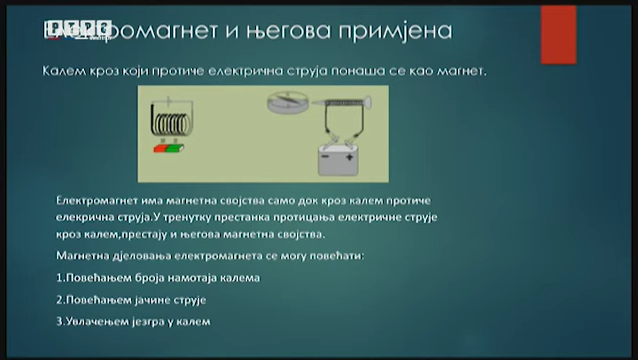 Електромагнет и његова примјена
Калем кроз који протиче електрична струја понаша се као магнет.
- +
Електромагнет има магнетна својства само док кроз калем протиче
елекрична струја.У тренутку престанка протицања електричне струје
кроз калем,престају и његова магнетна својства.
Магнетна дјеловања електромагнета се могу повећати:
1.Повећањем броја намотаја калема
2.Повећањем јачине струје
3.Увлачењем језгра у калем